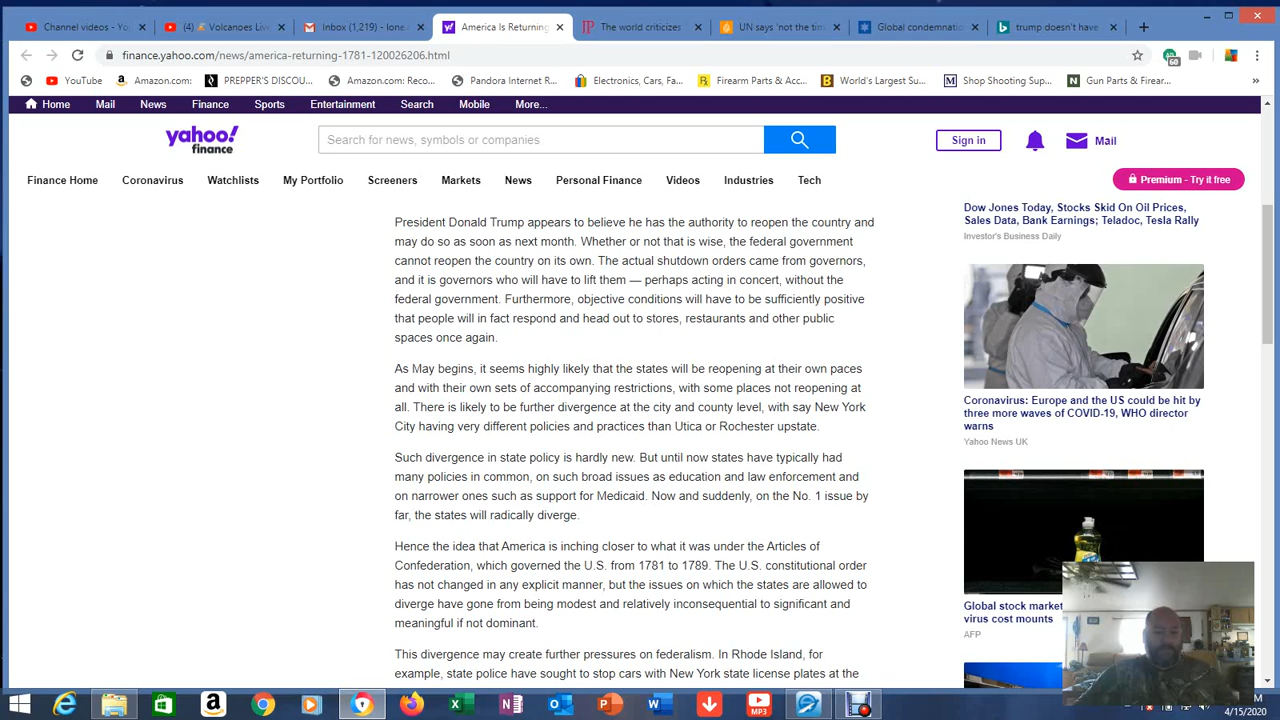 Channel videos - Yo
(4) Volcanoes Live
Inbox (1,219) - lone
America Is Returning
The world criticizes
UN says 'not the tim
Global condemnation
trump doesn't have
finance.yahoo.com/news/america-returning-1781-120026206.html
60
YouTube
Amazon.com:
PREPPER'S DISCOU...
Amazon.com: Reco...
Pandora Internet R...
Electronics, Cars, Fa...
Firearm Parts & Acc...
World's Largest Su...
Shop Shooting Sup...
Gun Parts & Firear...
Home Mail News Finance Sports Entertainment Search Mobile More...
yahoo!
finance
Search for news, symbols or companies
Sign in
Mail
Finance Home Coronavirus Watchlists My Portfolio Screeners Markets News Personal Finance Videos Industries Tech
Premium - Try it free
President Donald Trump appears to believe he has the authority to reopen the country and
may do so as soon as next month. Whether or not that is wise, the federal government
cannot reopen the country on its own. The actual shutdown orders came from governors,
and it is governors who will have to lift them — perhaps acting in concert, without the
federal government. Furthermore, objective conditions will have to be sufficiently positive
that people will in fact respond and head out to stores, restaurants and other public
spaces once again.
As May begins, it seems highly likely that the states will be reopening at their own paces
and with their own sets of accompanying restrictions, with some places not reopening at
all. There is likely to be further divergence at the city and county level, with say New York
City having very different policies and practices than Utica or Rochester upstate.
Such divergence in state policy is hardly new. But until now states have typically had
many policies in common, on such broad issues as education and law enforcement and
on narrower ones such as support for Medicaid. Now and suddenly, on the No. 1 issue by
far, the states will radically diverge.
Hence the idea that America is inching closer to what it was under the Articles of
Confederation, which governed the U.S. from 1781 to 1789. The U.S. constitutional order
has not changed in any explicit manner, but the issues on which the states are allowed to
diverge have gone from being modest and relatively inconsequential to significant and
meaningful if not dominant.
This divergence may create further pressures on federalism. In Rhode Island, for
example, state police have sought to stop cars with New York state license plates at the
Dow Jones Today, Stocks Skid On Oil Prices,
Sales Data, Bank Earnings; Teladoc, Tesla Rally
Investor's Business Daily
Coronavirus: Europe and the US could be hit by
three more waves of COVID-19, WHO director
warns
Yahoo News UK
Global stock market
virus cost mounts
AFP
MP3
4/15/2020